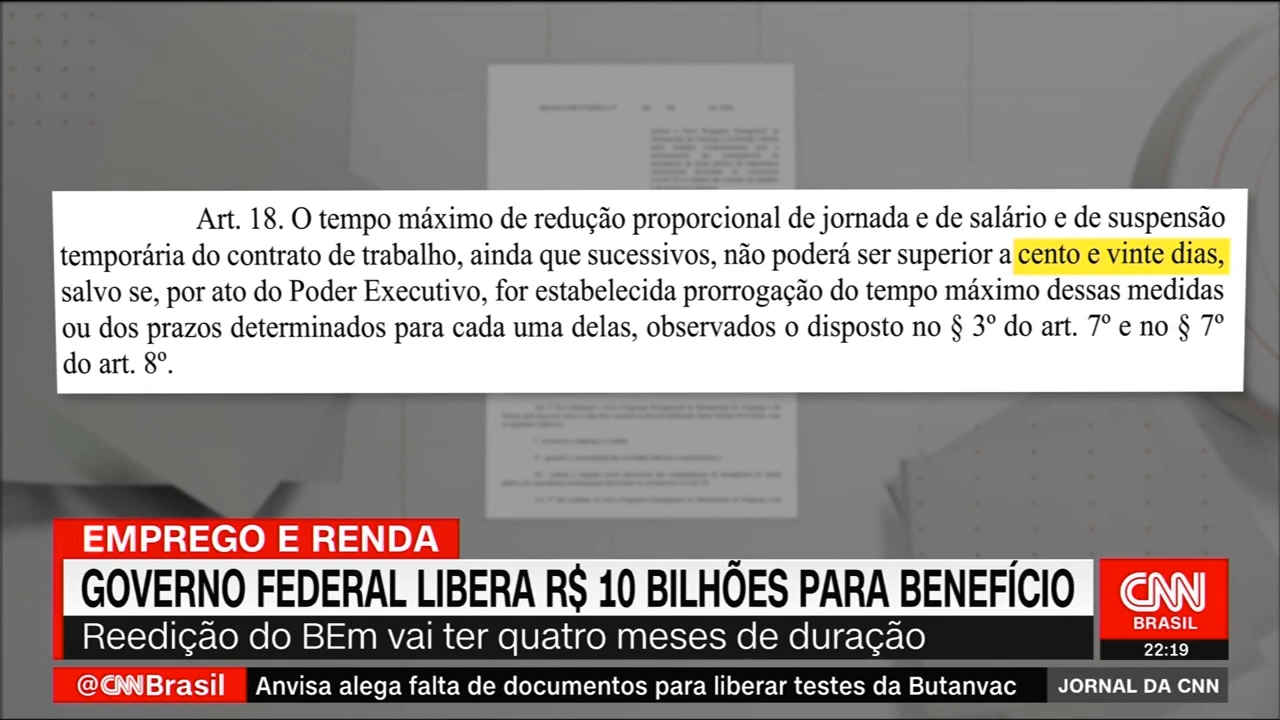 Art. 18. O tempo máximo de redução proporcional de jornada e de salário e de suspensão
temporária do contrato de trabalho, ainda que sucessivos, não poderá ser superior a cento e vinte dias,
salvo se, por ato do Poder Executivo, for estabelecida prorrogação do tempo máximo dessas medidas
ou dos prazos determinados para cada uma delas, observados o disposto no § 3º do art. 7º e no § 7º
do art. 8º.
EMPREGO E RENDA
GOVERNO FEDERAL LIBERA R$ 10 BILHÕES PARA BENEFÍCIO
Reedição do BEm vai ter quatro meses de duração
CNN
BRASIL
22:19
@CNNBrasil
Anvisa alega falta de documentos para liberar testes da Butanvac
JORNAL DA CNN